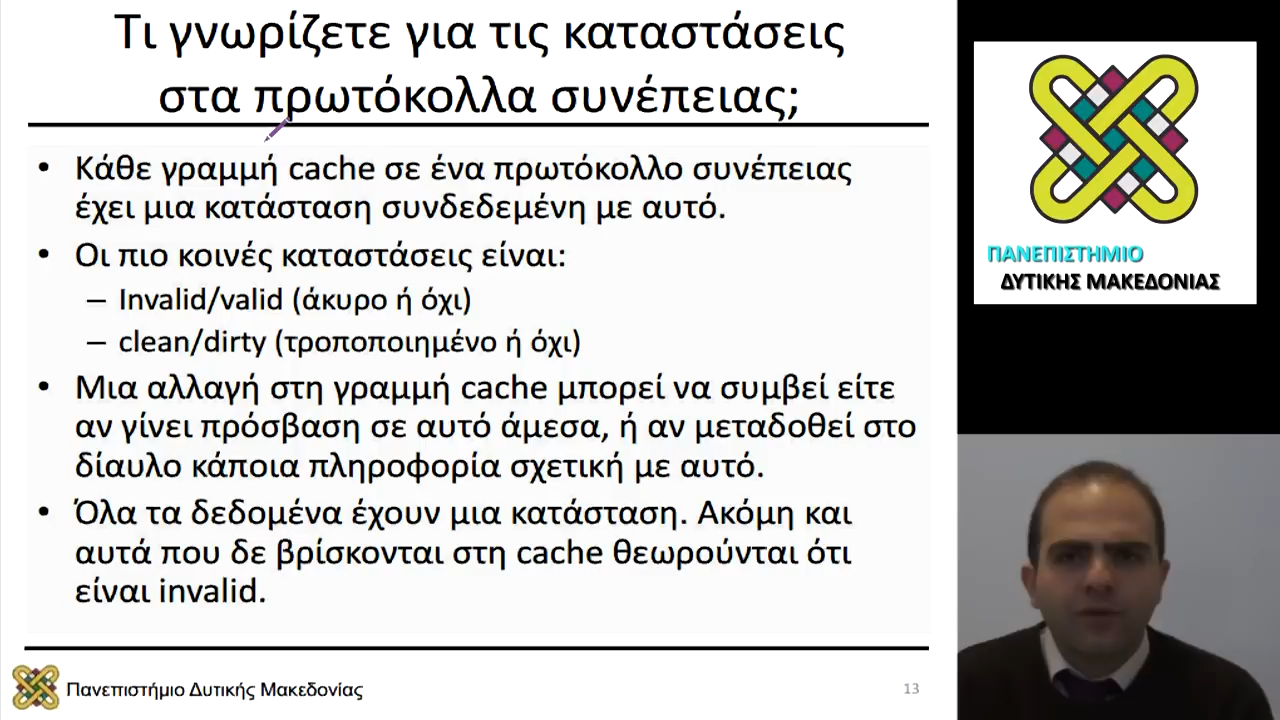 Τι γνωρίζετε για τις καταστάσεις
στα πρωτόκολλα συνέπειας;
• Κάθε γραμμή cache σε ένα πρωτόκολλο συνέπειας
έχει μια κατάσταση συνδεδεμένη με αυτό.
• Οι πιο κοινές καταστάσεις είναι:
– Invalid/valid (άκυρο ή όχι)
– clean/dirty (τροποποιημένο ή όχι)
• Μια αλλαγή στη γραμμή cache μπορεί να συμβεί είτε
αν γίνει πρόσβαση σε αυτό άμεσα, ή αν μεταδοθεί στο
δίαυλο κάποια πληροφορία σχετική με αυτό.
• Όλα τα δεδομένα έχουν μια κατάσταση. Ακόμη και
αυτά που δε βρίσκονται στη cache θεωρούνται ότι
είναι invalid.
Πανεπιστήμιο Δυτικής Μακεδονίας
13
ΠΑΝΕΠΙΣΤΗΜΙΟ
ΔΥΤΙΚΗΣ ΜΑΚΕΔΟΝΙΑΣ